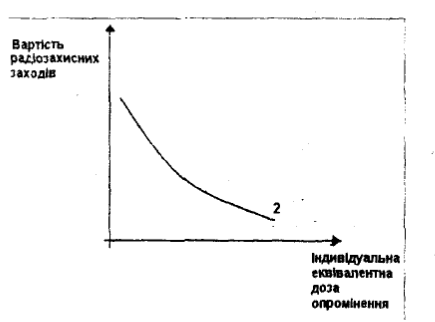 Вартість
радіозахисних
заходів
2
Індивідуальна
еквівалентна
доза
опромінення